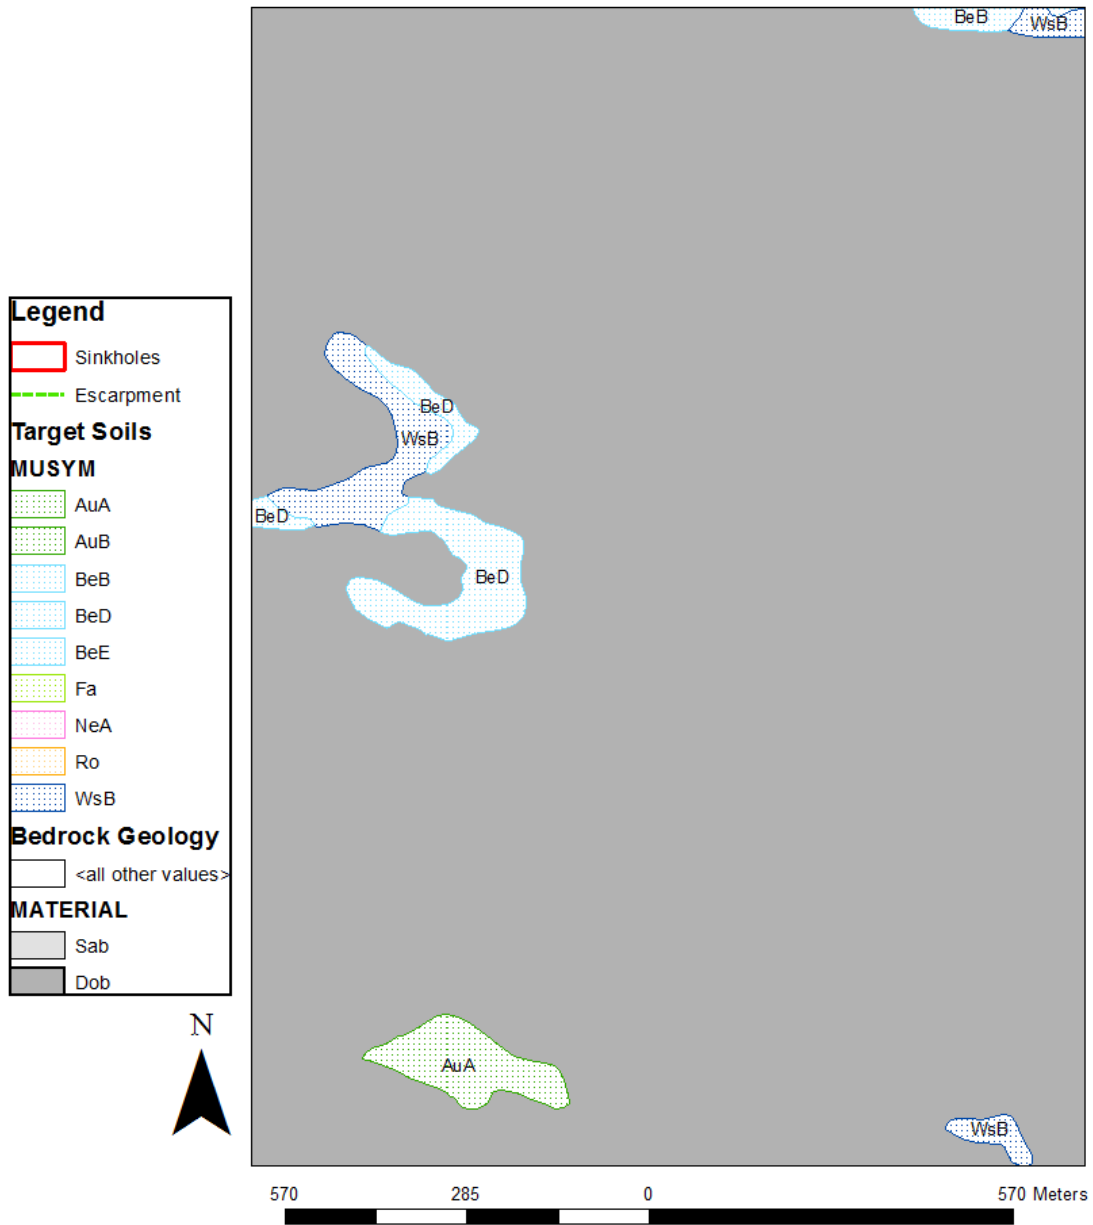 BeB
WsB
Legend
Sinkholes
Escarpment
Target Soils
MUSYM
AuA
AuB
BeB
BeD
BeE
Fa
NeA
Ro
WsB
Bedrock Geology
<all other values>
MATERIAL
Sab
Dob
N
BeD
WsB
BeD
BeD
AuA
WsB
570 285 0 570 Meters